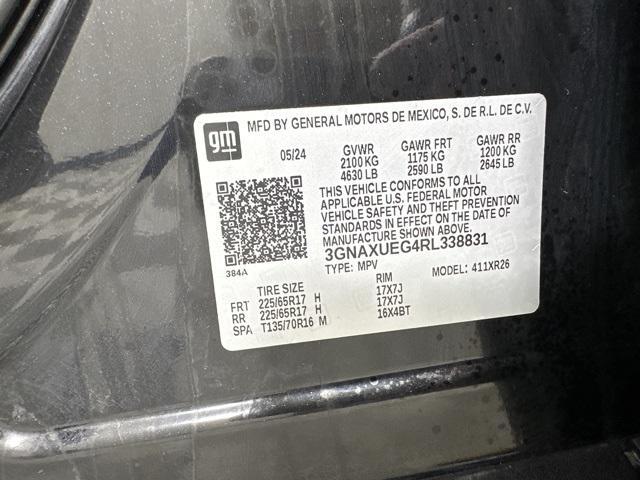 gm
MFD BY GENERAL MOTORS DE MEXICO, S. DE R.L. DE C.V.
05/24 GVWR GAWR FRT GAWR RR
2100 KG 1175 KG 1200 KG
4630 LB 2590 LB 2645 LB
THIS VEHICLE CONFORMS TO ALL
APPLICABLE U.S. FEDERAL MOTOR
VEHICLE SAFETY AND THEFT PREVENTION
STANDARDS IN EFFECT ON THE DATE OF
MANUFACTURE SHOWN ABOVE.
3GNAXUEG4RL338831
384A
TYPE: MPV MODEL: 411XR26
TIRE SIZE RIM
FRT 225/65R17 H 17X7J
RR 225/65R17 H 17X7J
SPA T135/70R16 M 16X4BT